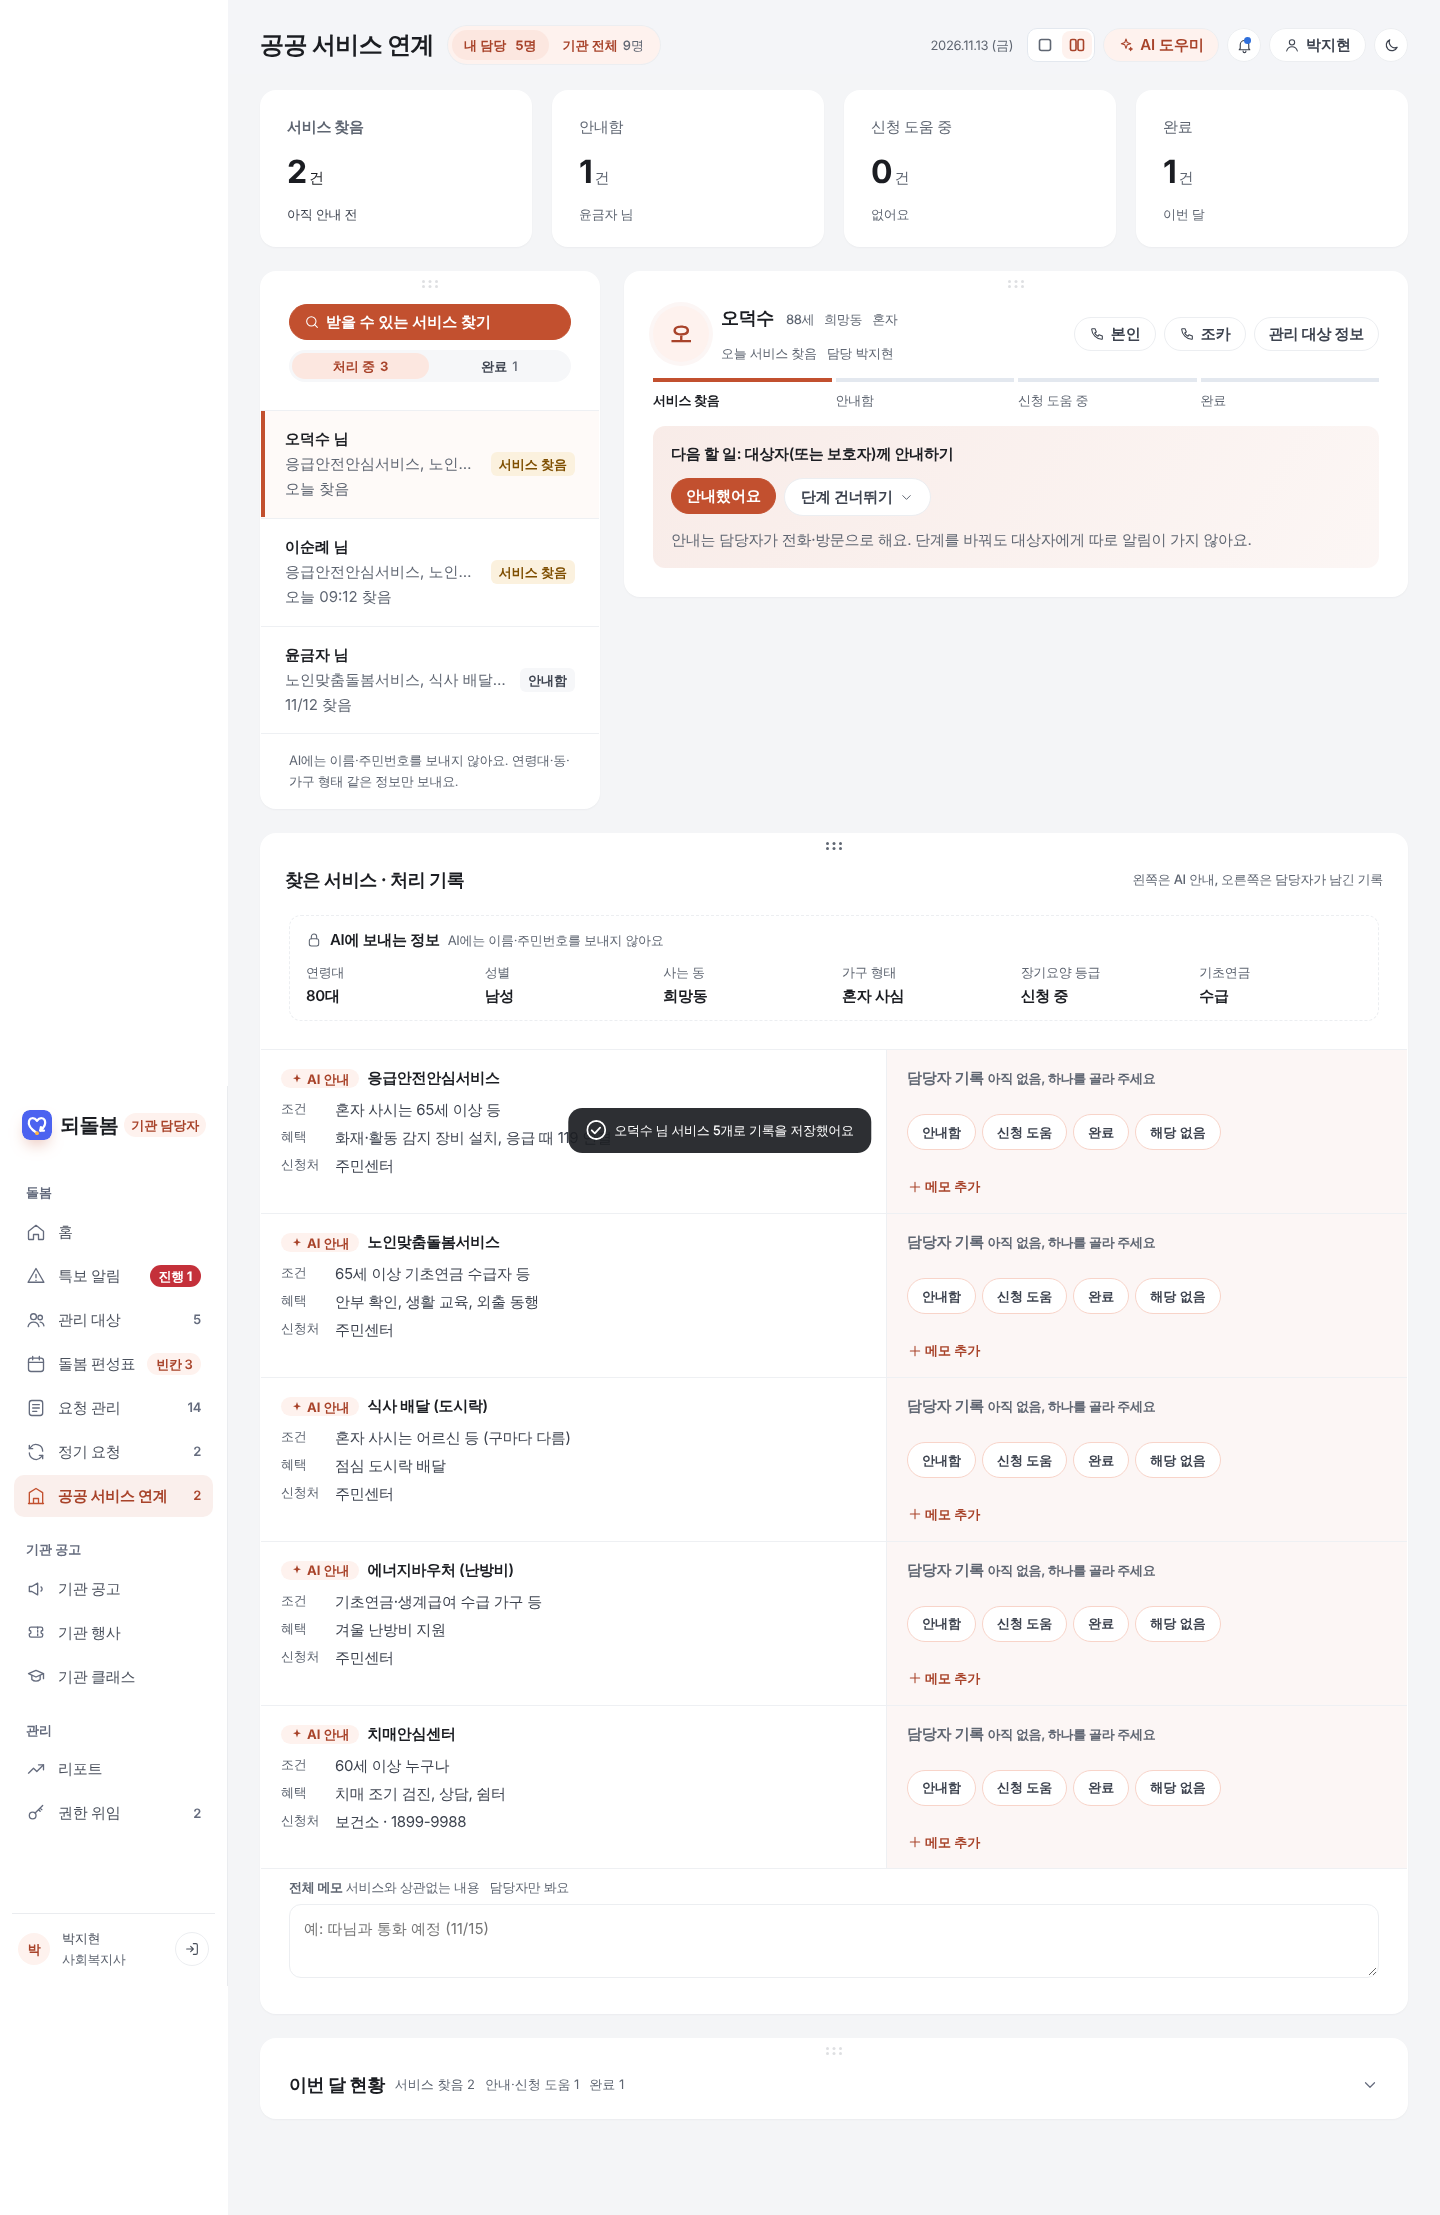 공공 서비스 연계
내 담당 5명 기관 전체 9명
2026.11.13 (금)
AI 도우미
박지현
서비스 찾음
2건
아직 안내 전
안내함
1건
윤금자 님
신청 도움 중
0건
없어요
완료
1건
이번 달
받을 수 있는 서비스 찾기
처리 중 3 완료 1
오덕수 님
응급안전안심서비스, 노인... 서비스 찾음
오늘 찾음
이순례 님
응급안전안심서비스, 노인... 서비스 찾음
오늘 09:12 찾음
윤금자 님
노인맞춤돌봄서비스, 식사 배달... 안내함
11/12 찾음
AI에는 이름·주민번호를 보내지 않아요. 연령대·동·
가구 형태 같은 정보만 보내요.
오
오덕수 88세 희망동 혼자
오늘 서비스 찾음 담당 박지현
본인 조카 관리 대상 정보
서비스 찾음 안내함 신청 도움 중 완료
다음 할 일: 대상자(또는 보호자)께 안내하기
안내했어요 단계 건너뛰기
안내는 담당자가 전화·방문으로 해요. 단계를 바꿔도 대상자에게 따로 알림이 가지 않아요.
찾은 서비스 · 처리 기록
왼쪽은 AI 안내, 오른쪽은 담당자가 남긴 기록
AI에 보내는 정보 AI에는 이름·주민번호를 보내지 않아요
연령대 성별 사는 동 가구 형태 장기요양 등급 기초연금
80대 남성 희망동 혼자 사심 신청 중 수급
AI 안내 응급안전안심서비스
조건 혼자 사시는 65세 이상 등
혜택 화재·활동 감지 장비 설치, 응급 때 119
신청처 주민센터
담당자 기록 아직 없음, 하나를 골라 주세요
안내함 신청 도움 완료 해당 없음
메모 추가
오덕수 님 서비스 5개로 기록을 저장했어요
AI 안내 노인맞춤돌봄서비스
조건 65세 이상 기초연금 수급자 등
혜택 안부 확인, 생활 교육, 외출 동행
신청처 주민센터
담당자 기록 아직 없음, 하나를 골라 주세요
안내함 신청 도움 완료 해당 없음
메모 추가
AI 안내 식사 배달 (도시락)
조건 혼자 사시는 어르신 등 (구마다 다름)
혜택 점심 도시락 배달
신청처 주민센터
담당자 기록 아직 없음, 하나를 골라 주세요
안내함 신청 도움 완료 해당 없음
메모 추가
AI 안내 에너지바우처 (난방비)
조건 기초연금·생계급여 수급 가구 등
혜택 겨울 난방비 지원
신청처 주민센터
담당자 기록 아직 없음, 하나를 골라 주세요
안내함 신청 도움 완료 해당 없음
메모 추가
AI 안내 치매안심센터
조건 60세 이상 누구나
혜택 치매 조기 검진, 상담, 쉼터
신청처 보건소 · 1899-9988
담당자 기록 아직 없음, 하나를 골라 주세요
안내함 신청 도움 완료 해당 없음
메모 추가
전체 메모 서비스와 상관없는 내용 담당자만 봐요
예: 따님과 통화 예정 (11/15)
이번 달 현황 서비스 찾음 2 안내·신청 도움 1 완료 1
되돌봄 기관 담당자
돌봄
홈
특보 알림 진행 1
관리 대상 5
돌봄 편성표 빈칸 3
요청 관리 14
정기 요청 2
공공 서비스 연계 2
기관 공고
기관 공고
기관 행사
기관 클래스
관리
리포트
권한 위임 2
박
박지현
사회복지사